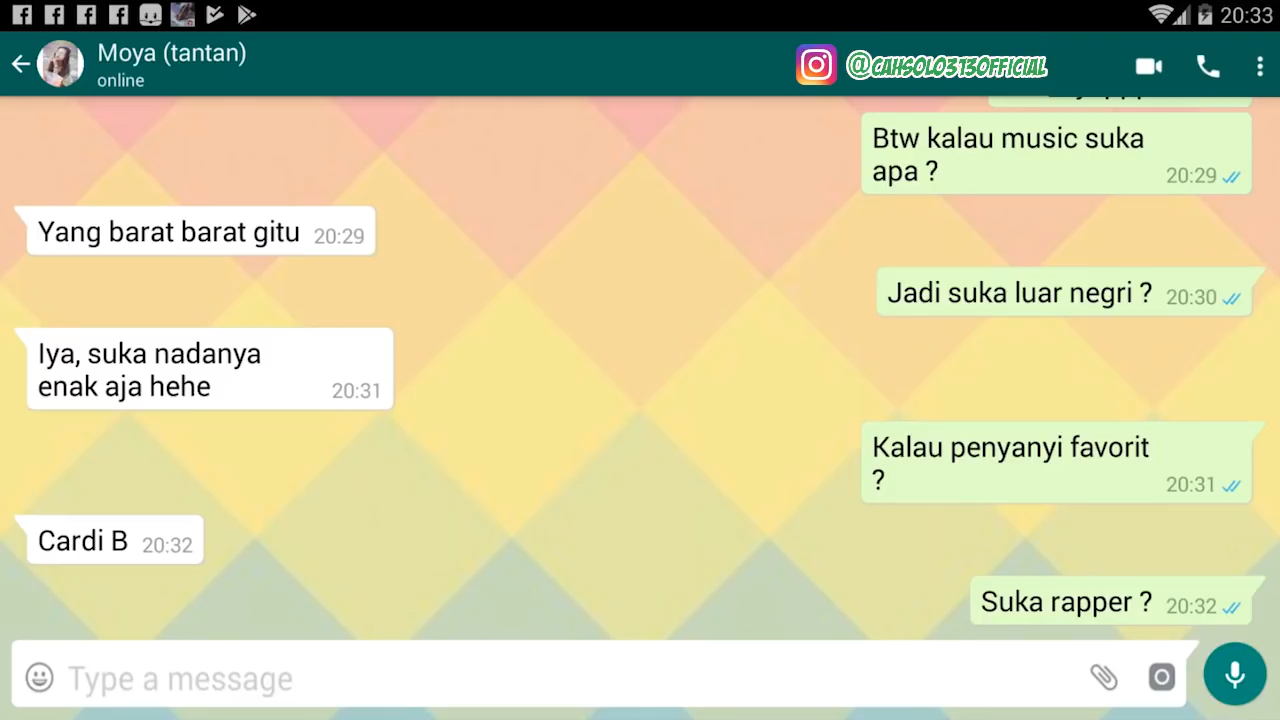 20:33
Moya (tantan)
online
@CAHSOLO313OFFICIAL
Btw kalau music suka
apa ? 20:29
Yang barat barat gitu 20:29
Jadi suka luar negri ? 20:30
Iya, suka nadanya
enak aja hehe 20:31
Kalau penyanyi favorit
? 20:31
Cardi B 20:32
Suka rapper ? 20:32
Type a message